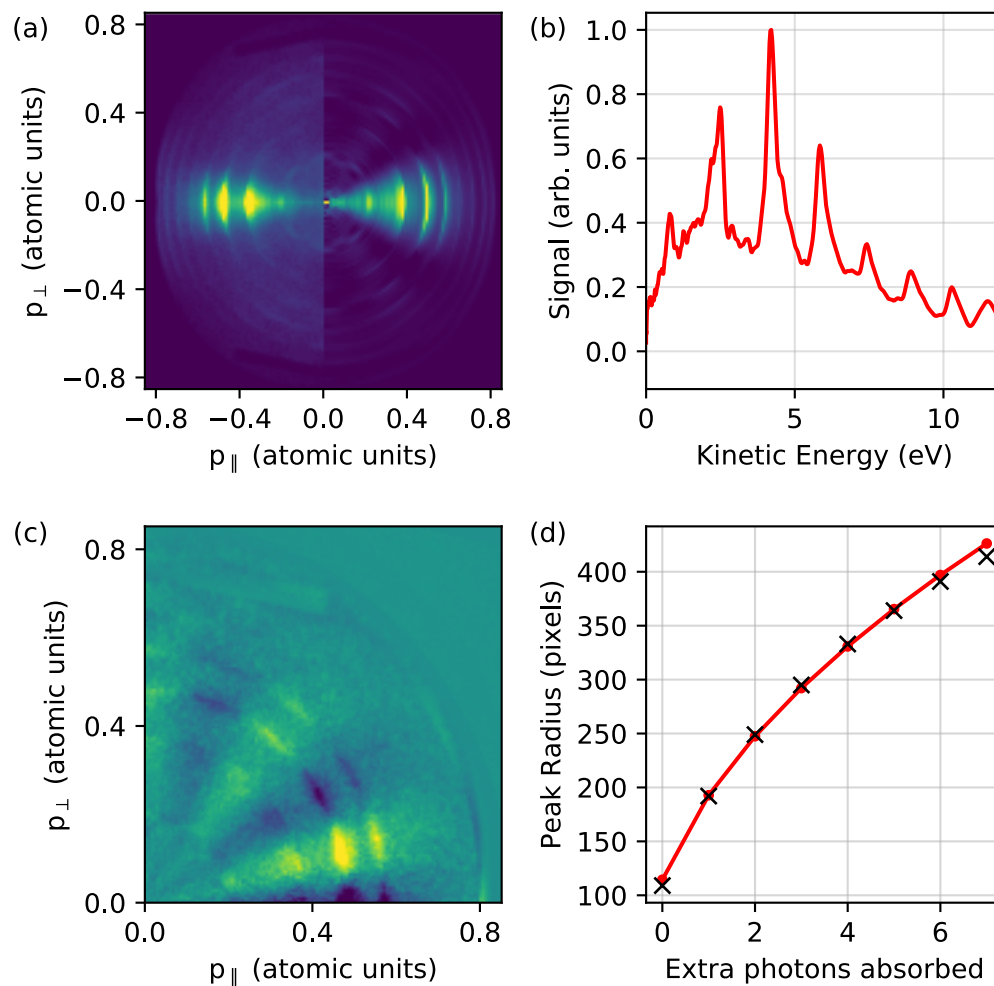 (a)
p⊥ (atomic units)
0.8
0.4
0.0
−0.4
−0.8
−0.8 −0.4 0.0 0.4 0.8
p∥ (atomic units)
(b)
Signal (arb. units)
1.0
0.8
0.6
0.4
0.2
0.0
0 5 10
Kinetic Energy (eV)
(c)
p⊥ (atomic units)
0.8
0.4
0.0
0.0 0.4 0.8
p∥ (atomic units)
(d)
Peak Radius (pixels)
400
350
300
250
200
150
100
0 2 4 6
Extra photons absorbed